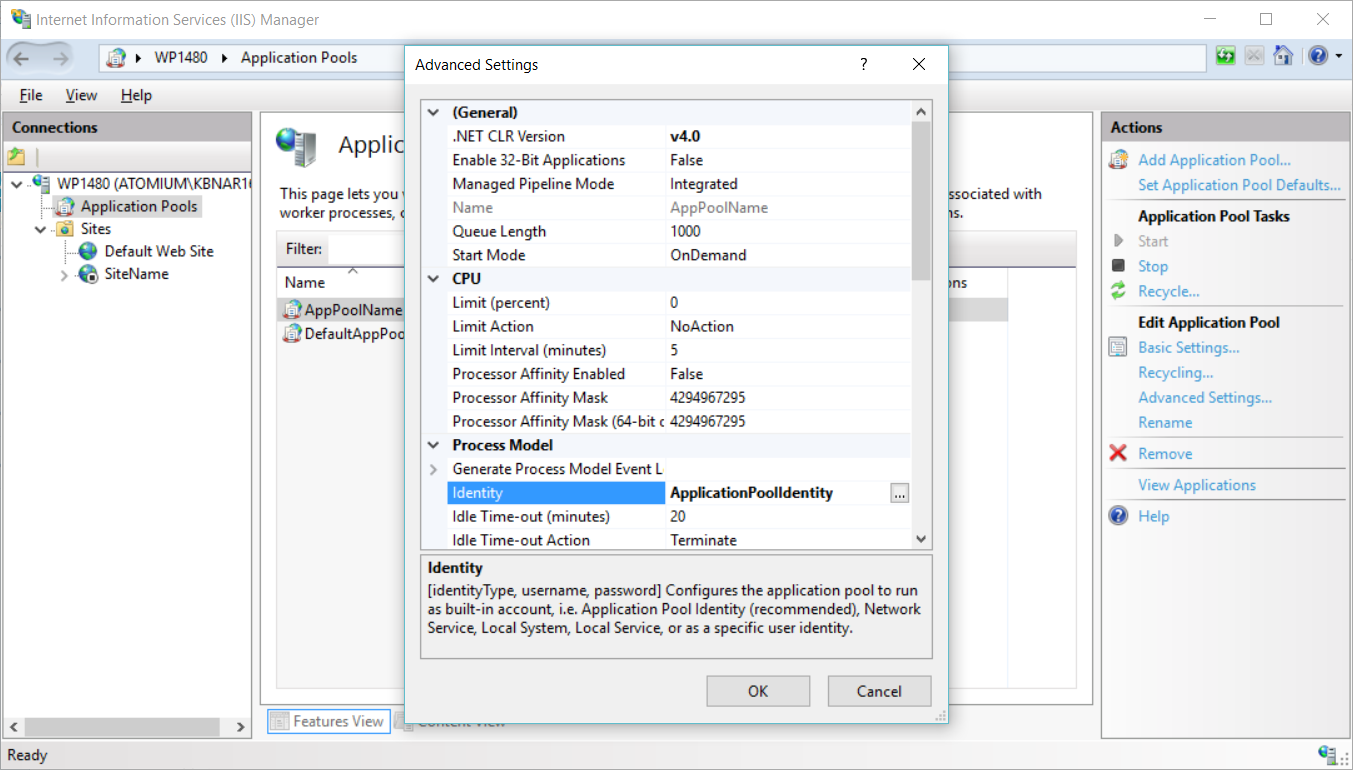 Internet Information Services (IIS) Manager
WP1480 Application Pools
File View Help
Connections
WP1480 (ATOMIUM\KBNAR16
Application Pools
Sites
Default Web Site
SiteName
Applic
This page lets you
ssociated with
worker processes,
ns.
Filter:
Name
ons
AppPoolName
DefaultAppPoo
Features View
Content View
Advanced Settings ?
(General)
.NET CLR Version v4.0
Enable 32-Bit Applications False
Managed Pipeline Mode Integrated
Name AppPoolName
Queue Length 1000
Start Mode OnDemand
CPU
Limit (percent) 0
Limit Action NoAction
Limit Interval (minutes) 5
Processor Affinity Enabled False
Processor Affinity Mask 4294967295
Processor Affinity Mask (64-bit c 4294967295
Process Model
Generate Process Model Event L
Identity ApplicationPoolIdentity ...
Idle Time-out (minutes) 20
Idle Time-out Action Terminate
Identity
[identityType, username, password] Configures the application pool to run
as built-in account, i.e. Application Pool Identity (recommended), Network
Service, Local System, Local Service, or as a specific user identity.
OK Cancel
Actions
Add Application Pool...
Set Application Pool Defaults...
Application Pool Tasks
Start
Stop
Recycle...
Edit Application Pool
Basic Settings...
Recycling...
Advanced Settings...
Rename
Remove
View Applications
Help
Ready